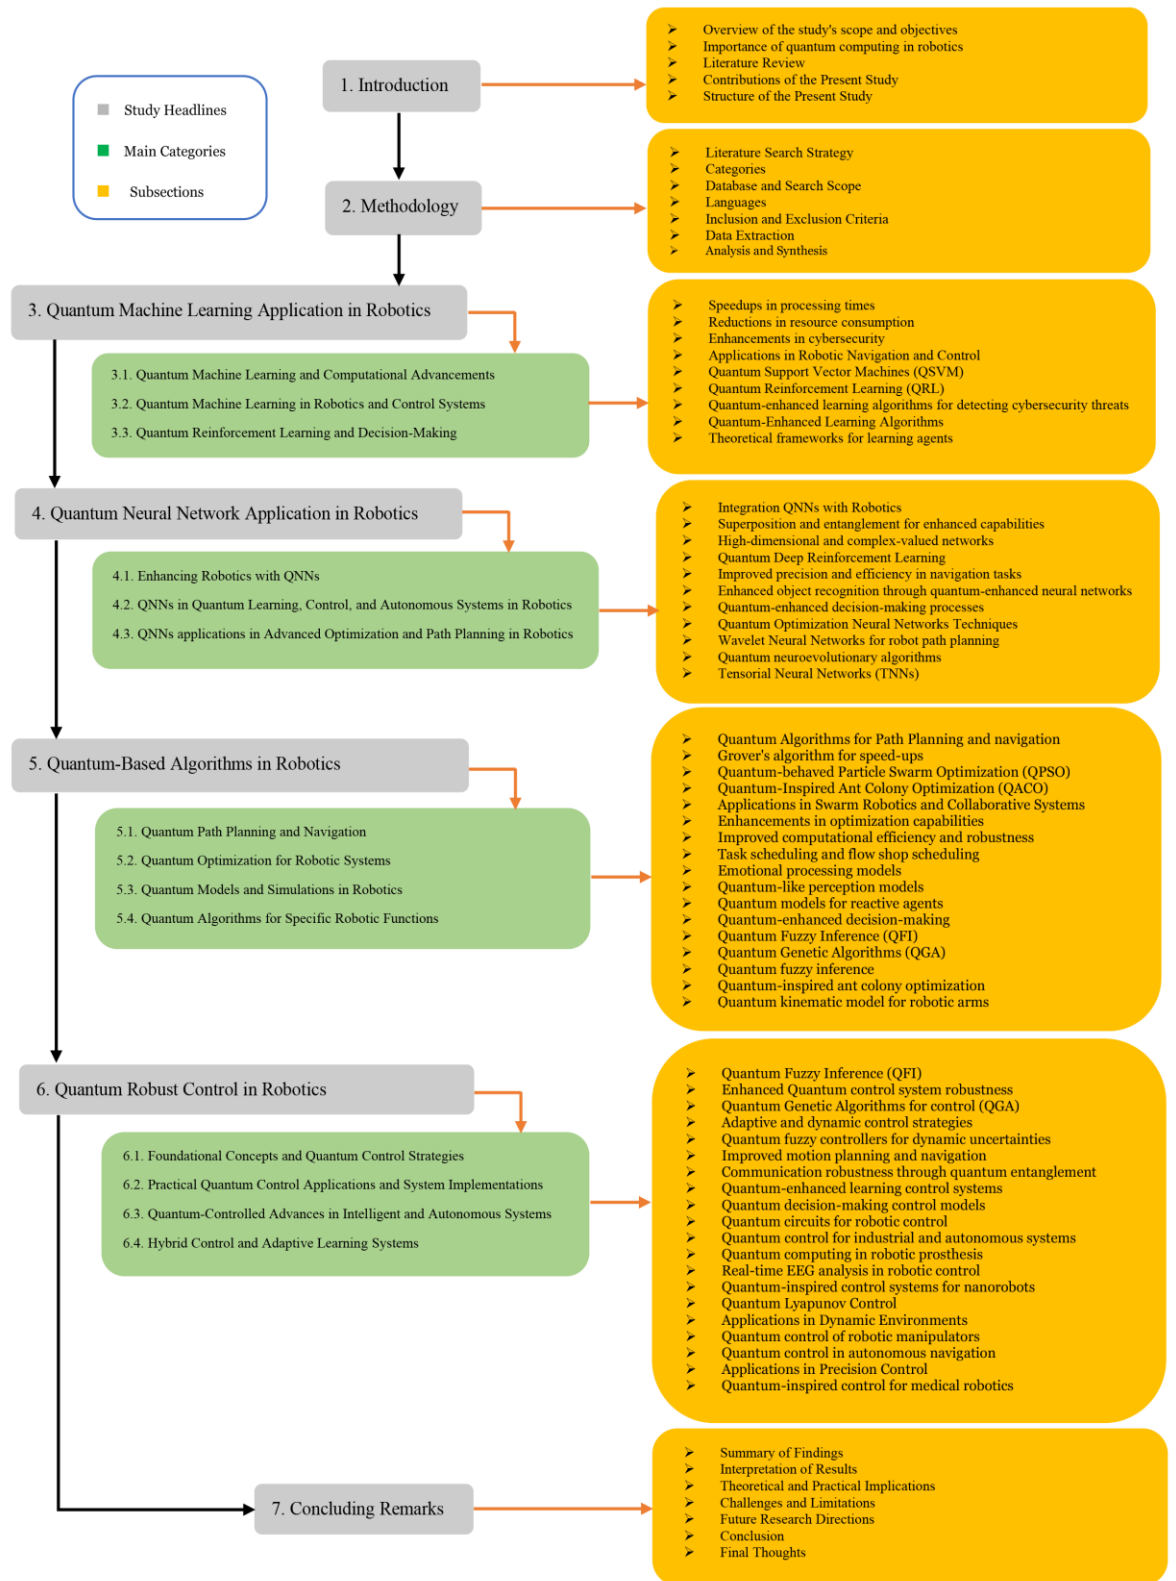 Study Headlines
Main Categories
Subsections
1. Introduction
➢ Overview of the study's scope and objectives
➢ Importance of quantum computing in robotics
➢ Literature Review
➢ Contributions of the Present Study
➢ Structure of the Present Study
2. Methodology
➢ Literature Search Strategy
➢ Categories
➢ Database and Search Scope
➢ Languages
➢ Inclusion and Exclusion Criteria
➢ Data Extraction
➢ Analysis and Synthesis
3. Quantum Machine Learning Application in Robotics
3.1. Quantum Machine Learning and Computational Advancements
3.2. Quantum Machine Learning in Robotics and Control Systems
3.3. Quantum Reinforcement Learning and Decision-Making
➢ Speedups in processing times
➢ Reductions in resource consumption
➢ Enhancements in cybersecurity
➢ Applications in Robotic Navigation and Control
➢ Quantum Support Vector Machines (QSVM)
➢ Quantum Reinforcement Learning (QRL)
➢ Quantum-enhanced learning algorithms for detecting cybersecurity threats
➢ Quantum-Enhanced Learning Algorithms
➢ Theoretical frameworks for learning agents
4. Quantum Neural Network Application in Robotics
4.1. Enhancing Robotics with QNNs
4.2. QNNs in Quantum Learning, Control, and Autonomous Systems in Robotics
4.3. QNNs applications in Advanced Optimization and Path Planning in Robotics
➢ Integration QNNs with Robotics
➢ Superposition and entanglement for enhanced capabilities
➢ High-dimensional and complex-valued networks
➢ Quantum Deep Reinforcement Learning
➢ Improved precision and efficiency in navigation tasks
➢ Enhanced object recognition through quantum-enhanced neural networks
➢ Quantum-enhanced decision-making processes
➢ Quantum Optimization Neural Networks Techniques
➢ Wavelet Neural Networks for robot path planning
➢ Quantum neuroevolutionary algorithms
➢ Tensorial Neural Networks (TNNs)
5. Quantum-Based Algorithms in Robotics
5.1. Quantum Path Planning and Navigation
5.2. Quantum Optimization for Robotic Systems
5.3. Quantum Models and Simulations in Robotics
5.4. Quantum Algorithms for Specific Robotic Functions
➢ Quantum Algorithms for Path Planning and navigation
➢ Grover's algorithm for speed-ups
➢ Quantum-behaved Particle Swarm Optimization (QPSO)
➢ Quantum-Inspired Ant Colony Optimization (QACO)
➢ Applications in Swarm Robotics and Collaborative Systems
➢ Enhancements in optimization capabilities
➢ Improved computational efficiency and robustness
➢ Task scheduling and flow shop scheduling
➢ Emotional processing models
➢ Quantum-like perception models
➢ Quantum models for reactive agents
➢ Quantum-enhanced decision-making
➢ Quantum Fuzzy Inference (QFI)
➢ Quantum Genetic Algorithms (QGA)
➢ Quantum fuzzy inference
➢ Quantum-inspired ant colony optimization
➢ Quantum kinematic model for robotic arms
6. Quantum Robust Control in Robotics
6.1. Foundational Concepts and Quantum Control Strategies
6.2. Practical Quantum Control Applications and System Implementations
6.3. Quantum-Controlled Advances in Intelligent and Autonomous Systems
6.4. Hybrid Control and Adaptive Learning Systems
➢ Quantum Fuzzy Inference (QFI)
➢ Enhanced Quantum control system robustness
➢ Quantum Genetic Algorithms for control (QGA)
➢ Adaptive and dynamic control strategies
➢ Quantum fuzzy controllers for dynamic uncertainties
➢ Improved motion planning and navigation
➢ Communication robustness through quantum entanglement
➢ Quantum-enhanced learning control systems
➢ Quantum decision-making control models
➢ Quantum circuits for robotic control
➢ Quantum control for industrial and autonomous systems
➢ Quantum computing in robotic prosthesis
➢ Real-time EEG analysis in robotic control
➢ Quantum-inspired control systems for nanorobots
➢ Quantum Lyapunov Control
➢ Applications in Dynamic Environments
➢ Quantum control of robotic manipulators
➢ Quantum control in autonomous navigation
➢ Applications in Precision Control
➢ Quantum-inspired control for medical robotics
7. Concluding Remarks
➢ Summary of Findings
➢ Interpretation of Results
➢ Theoretical and Practical Implications
➢ Challenges and Limitations
➢ Future Research Directions
➢ Conclusion
➢ Final Thoughts